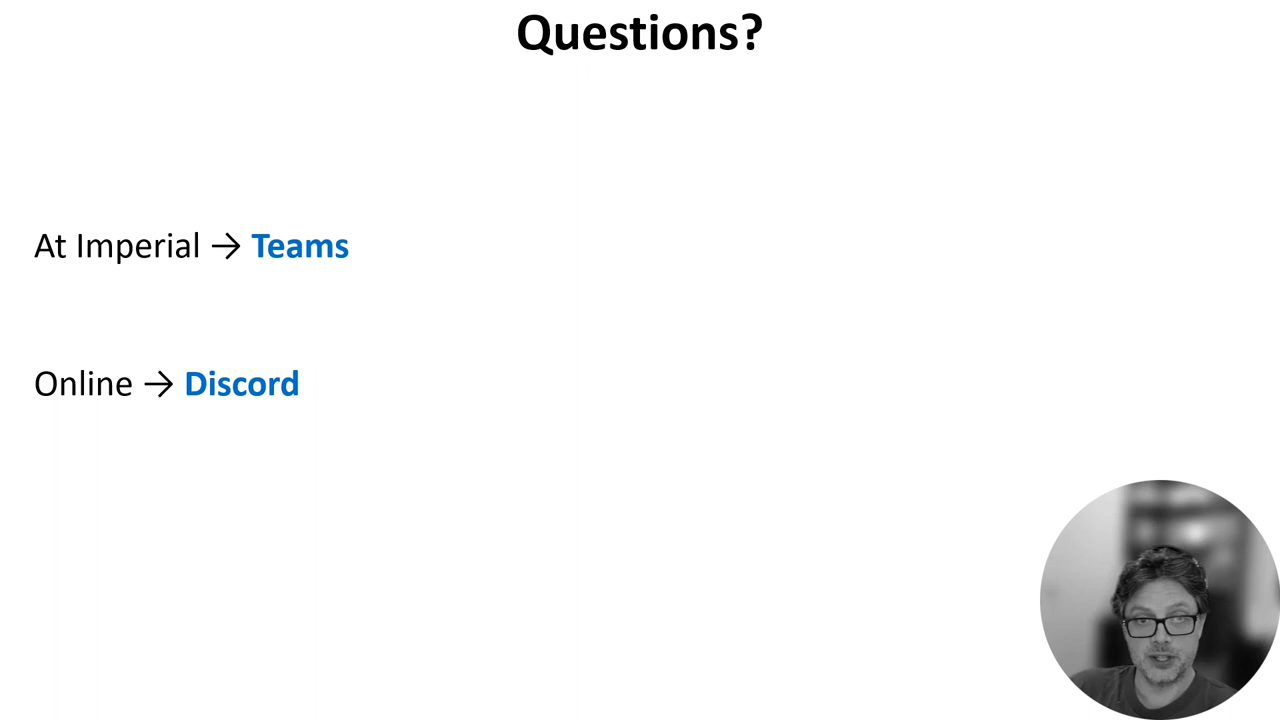 Questions?
At Imperial → Teams
Online → Discord